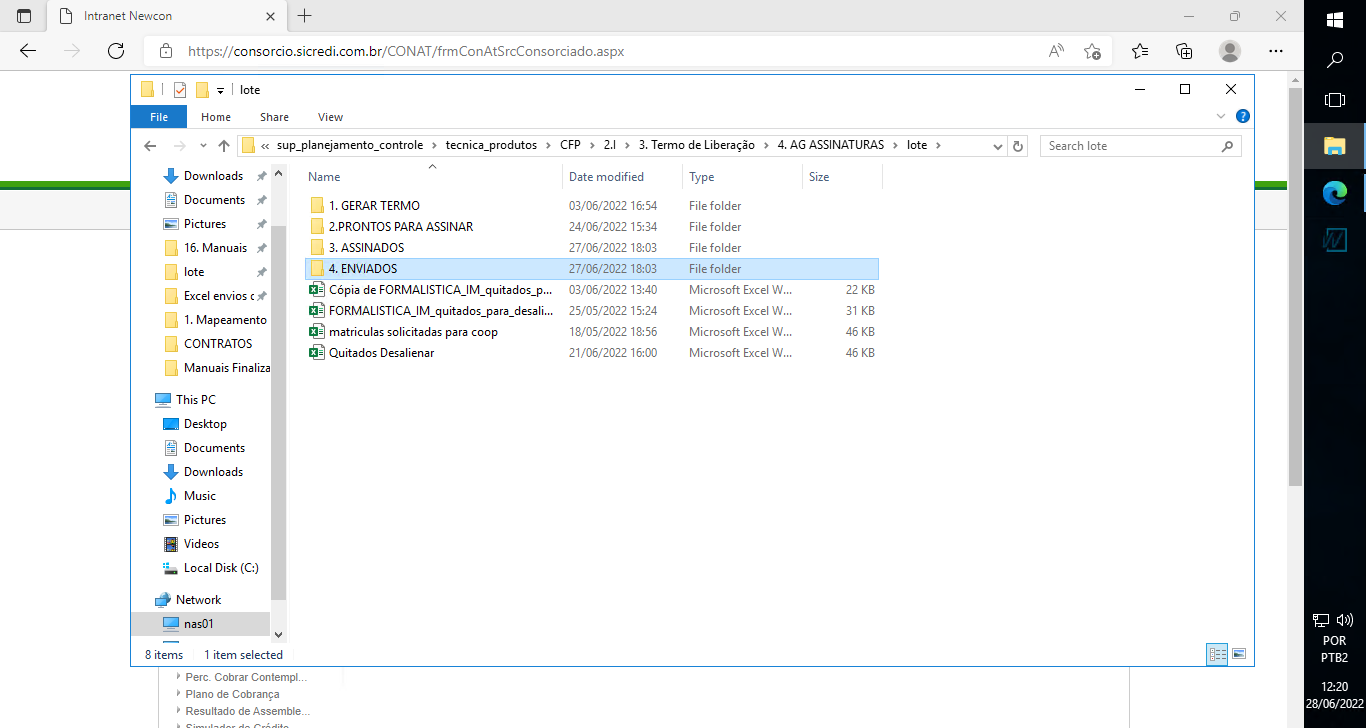 Intranet Newcon
https://consorcio.sicredi.com.br/CONAT/frmConAtSrcConsorciado.aspx
lote
File Home Share View
« sup_planejamento_controle > tecnica_produtos > CFP > 2.I > 3. Termo de Liberação > 4. AG ASSINATURAS > lote >
Search lote
Downloads
Documents
Pictures
16. Manuais
lote
Excel envios c
1. Mapeamento
CONTRATOS
Manuais Finaliza
This PC
Desktop
Documents
Downloads
Music
Pictures
Videos
Local Disk (C:)
Network
nas01
Name Date modified Type Size
1. GERAR TERMO 03/06/2022 16:54 File folder
2.PRONTOS PARA ASSINAR 24/06/2022 15:34 File folder
3. ASSINADOS 27/06/2022 18:03 File folder
4. ENVIADOS 27/06/2022 18:03 File folder
Cópia de FORMALISTICA_IM_quitados_p... 03/06/2022 13:40 Microsoft Excel W... 22 KB
FORMALISTICA_IM_quitados_para_desali... 25/05/2022 15:24 Microsoft Excel W... 31 KB
matriculas solicitadas para coop 18/05/2022 18:56 Microsoft Excel W... 46 KB
Quitados Desalienar 21/06/2022 16:00 Microsoft Excel W... 46 KB
8 items 1 item selected
Perc. Cobrar Contempl...
Plano de Cobrança
Resultado de Assemble...
Simulador de Crédito
POR
PTB2
12:20
28/06/2022